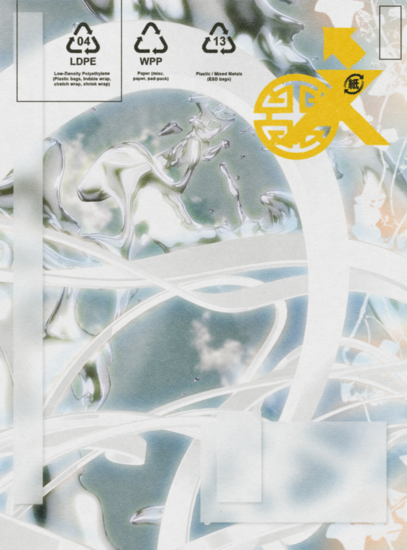 04
LDPE
Low-Density Polyethylene
(Plastic bags, bubble wrap,
stretch wrap, shrink wrap)
WPP
Paper (misc.
paper, pad-pack)
13
Plastic / Mixed Metals
(ESD bags)
紙